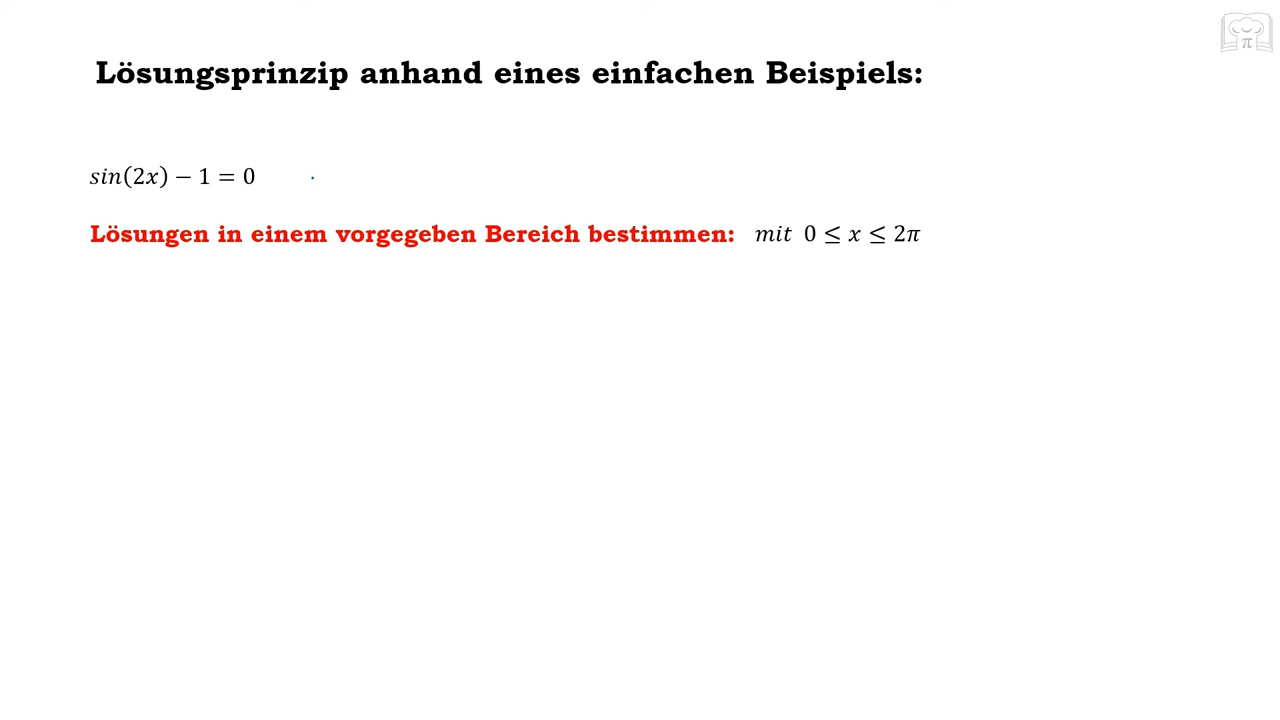 Lösungsprinzip anhand eines einfachen Beispiels:
sin(2x) − 1 = 0
Lösungen in einem vorgegeben Bereich bestimmen: mit 0 ≤ x ≤ 2π
π